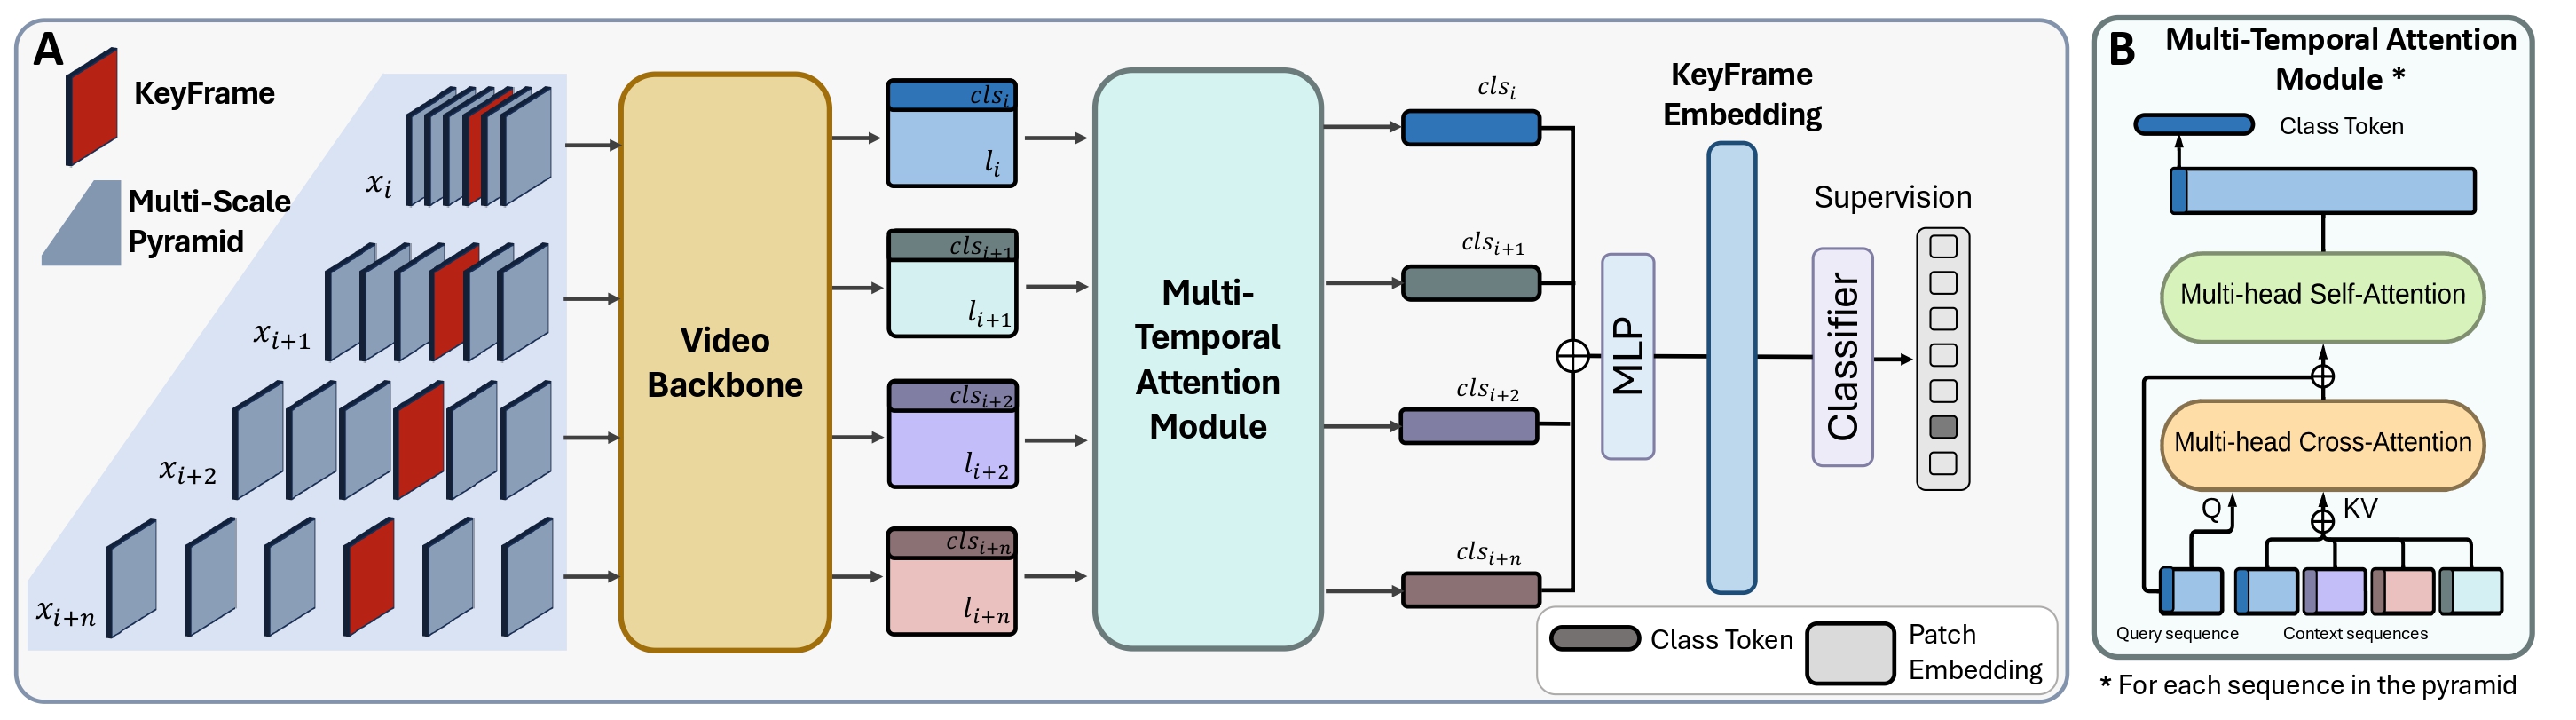 A
KeyFrame
Multi-Scale
Pyramid
x_i
x_{i+1}
x_{i+2}
x_{i+n}
Video
Backbone
cls_i
l_i
cls_{i+1}
l_{i+1}
cls_{i+2}
l_{i+2}
cls_{i+n}
l_{i+n}
Multi-
Temporal
Attention
Module
cls_i
cls_{i+1}
cls_{i+2}
cls_{i+n}
MLP
KeyFrame
Embedding
Classifier
Supervision
Class Token
Patch
Embedding
B
Multi-Temporal Attention
Module *
Class Token
Multi-head Self-Attention
Multi-head Cross-Attention
Q
KV
Query sequence
Context sequences
* For each sequence in the pyramid